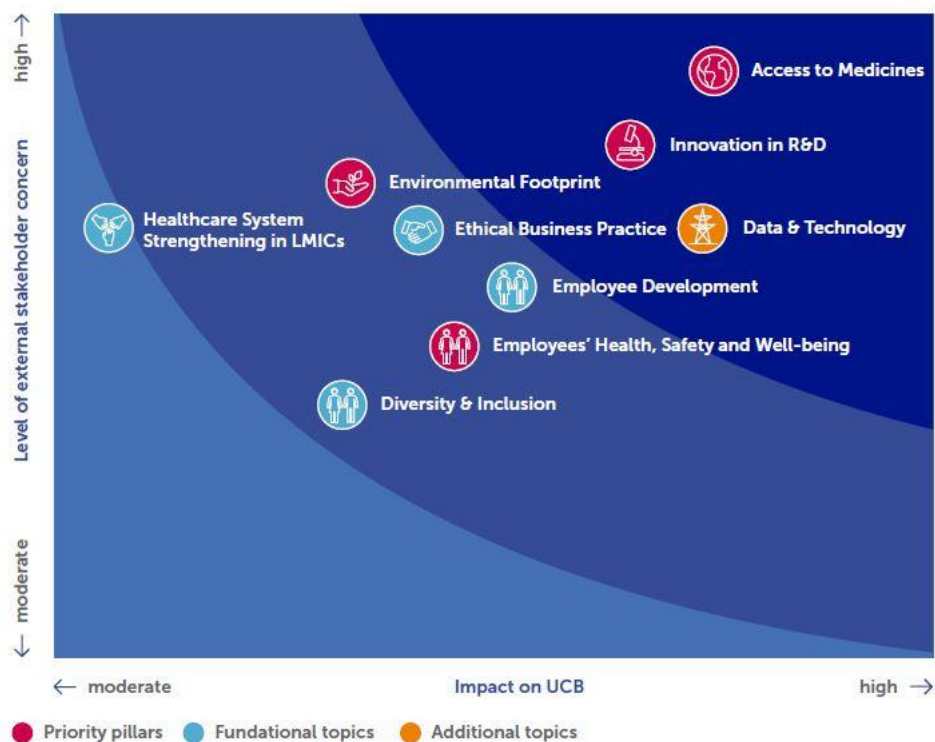 high
Level of external stakeholder concern
moderate
Access to Medicines
Innovation in R&D
Environmental Footprint
Healthcare System
Strengthening in LMICs
Ethical Business Practice
Data & Technology
Employee Development
Employees' Health, Safety and Well-being
Diversity & Inclusion
← moderate
Impact on UCB
high →
Priority pillars
Fundational topics
Additional topics